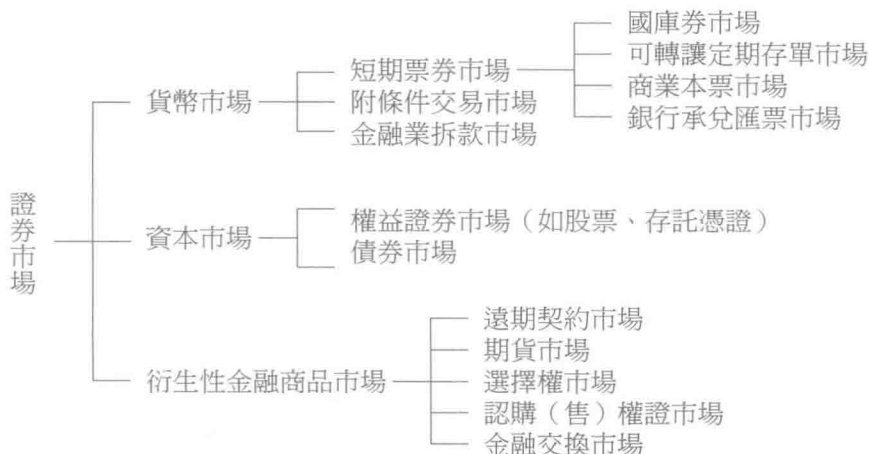 證券市場
貨幣市場
短期票券市場
國庫券市場
可轉讓定期存單市場
商業本票市場
銀行承兌匯票市場
附條件交易市場
金融業拆款市場
資本市場
權益證券市場（如股票、存託憑證）
債券市場
衍生性金融商品市場
遠期契約市場
期貨市場
選擇權市場
認購（售）權證市場
金融交換市場